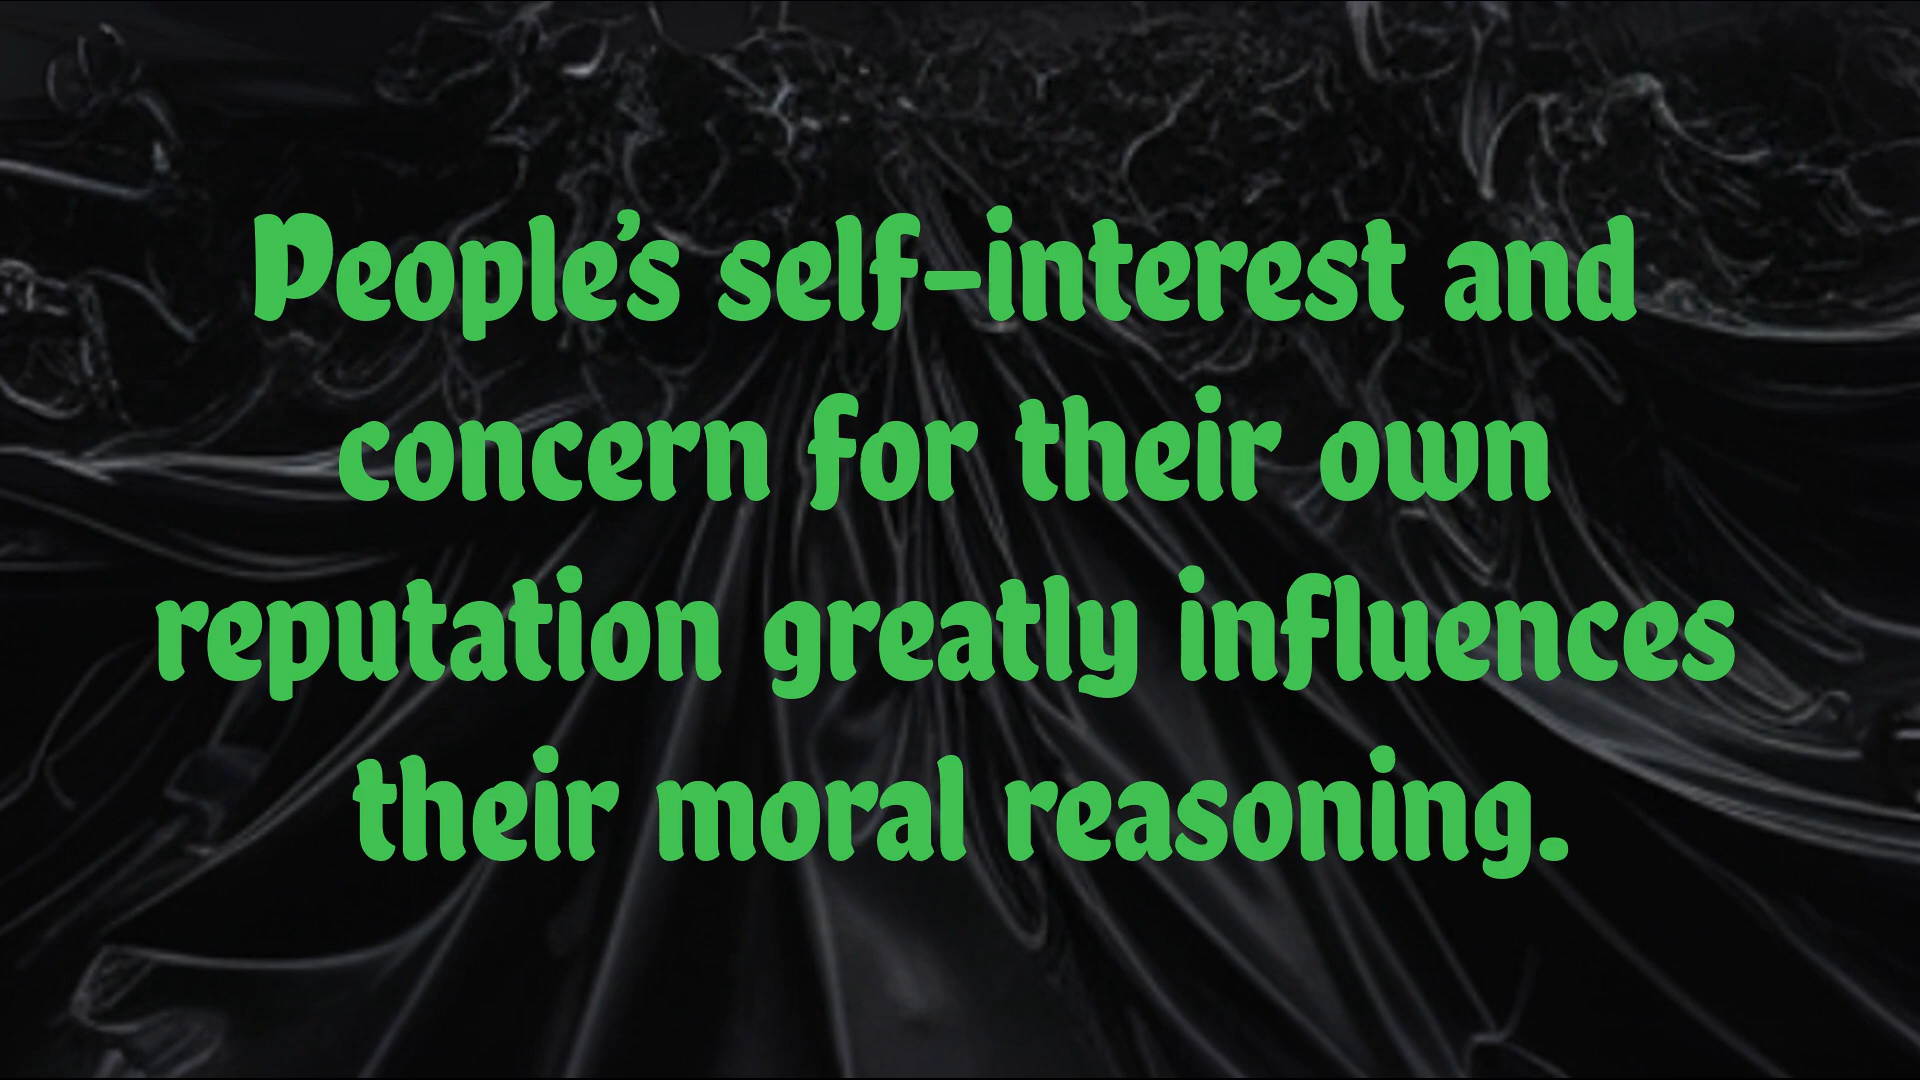 People’s self-interest and
concern for their own
reputation greatly influences
their moral reasoning.